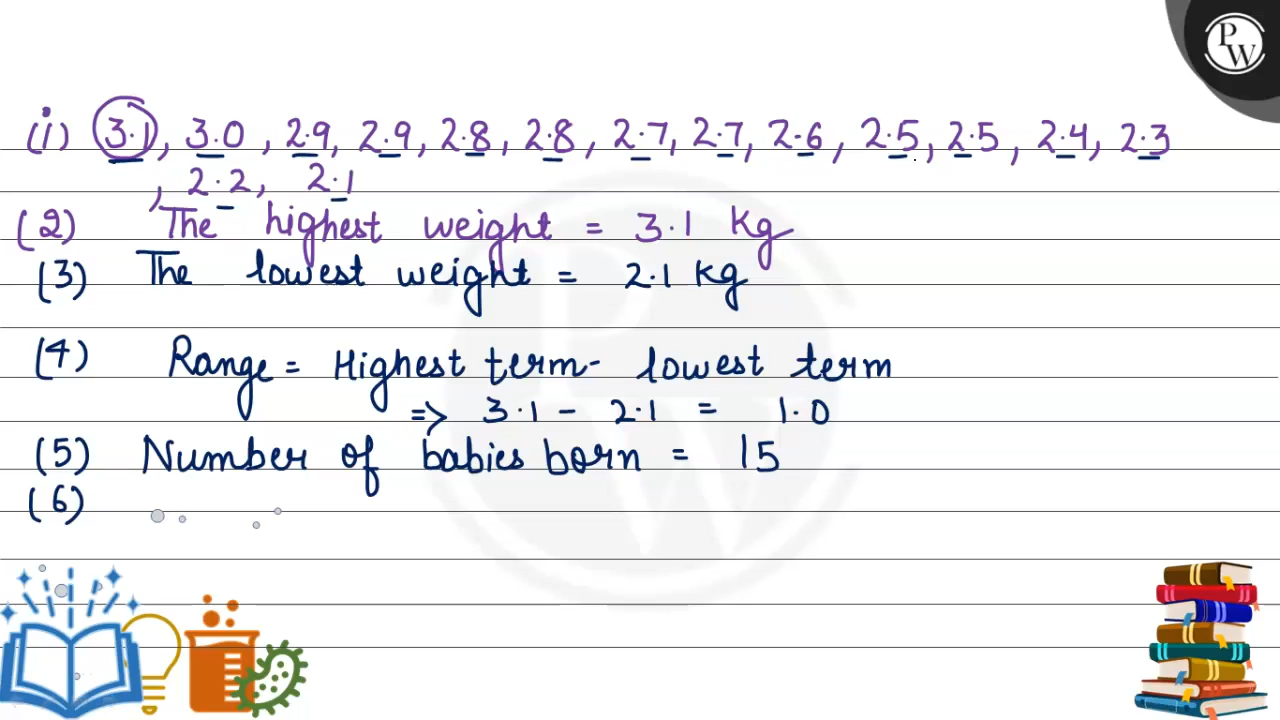 PW
(i) 3.1, 3.0, 2.9, 2.9, 2.8, 2.8, 2.7, 2.7, 2.6, 2.5, 2.5, 2.4, 2.3
, 2.2, 2.1
(2) The highest weight = 3.1 Kg
(3) The lowest weight = 2.1 kg
(4) Range = Highest term - lowest term
=> 3.1 - 2.1 = 1.0
(5) Number of babies born = 15
(6)